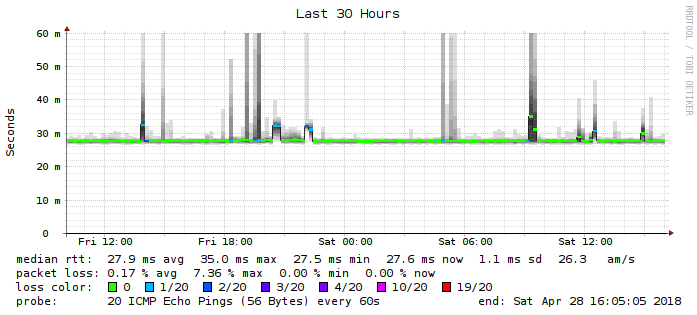 Last 30 Hours
RRDTOOL / TOBI OETIKER
Seconds
60 m
50 m
40 m
30 m
20 m
10 m
0
Fri 12:00 Fri 18:00 Sat 00:00 Sat 06:00 Sat 12:00
median rtt: 27.9 ms avg 35.0 ms max 27.5 ms min 27.6 ms now 1.1 ms sd 26.3 am/s
packet loss: 0.17 % avg 7.36 % max 0.00 % min 0.00 % now
loss color: 0 1/20 2/20 3/20 4/20 10/20 19/20
probe: 20 ICMP Echo Pings (56 Bytes) every 60s end: Sat Apr 28 16:05:05 2018